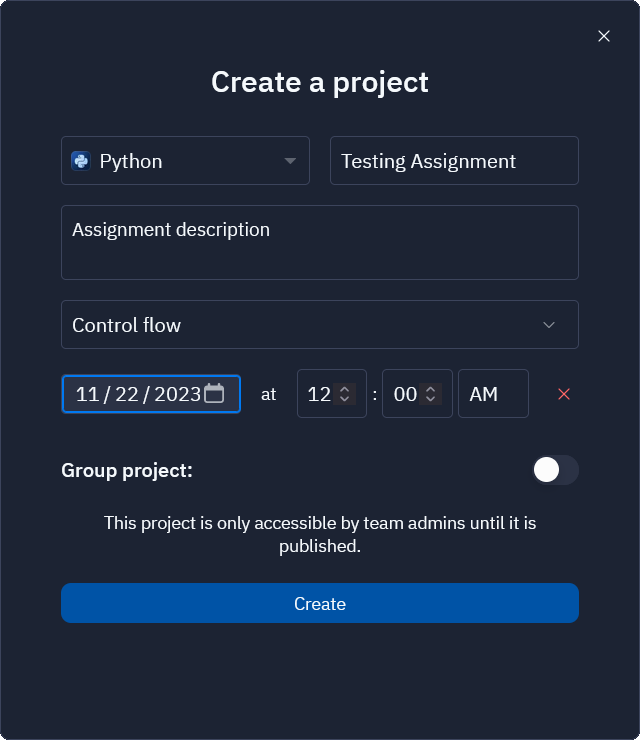 Create a project
Python Testing Assignment
Assignment description
Control flow
11 / 22 / 2023 at 12 : 00 AM
Group project:
This project is only accessible by team admins until it is
published.
Create